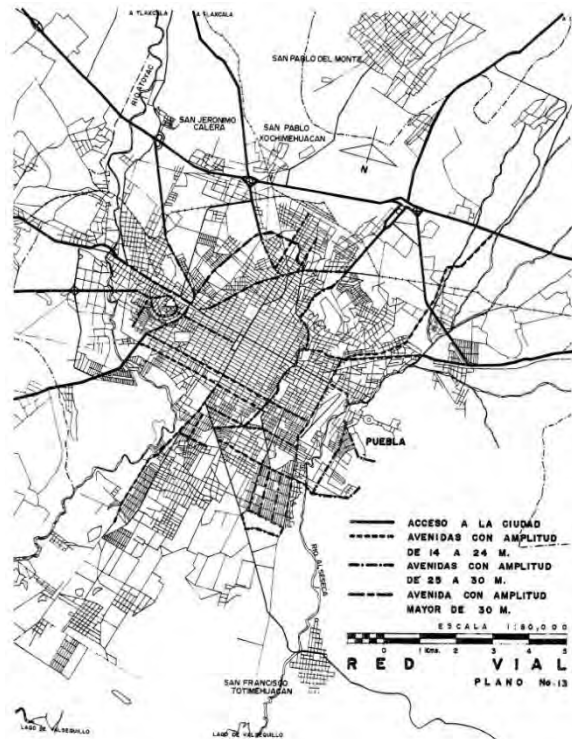 A TLAXCALA
A TLAXCALA
RIO ATOYAC
SAN PABLO DEL MONTE
SAN JERONIMO
CALERA
SAN PABLO
XOCHIMEHUACAN
N
PUEBLA
ACCESO A LA CIUDAD
AVENIDAS CON AMPLITUD
DE 14 A 24 M.
AVENIDAS CON AMPLITUD
DE 25 A 30 M.
AVENIDA CON AMPLITUD
MAYOR DE 30 M.
ESCALA 1:80,000
0 1 Kms. 2 3 4 5
RED VIAL
PLANO No. 13
RIO ALSESECA
SAN FRANCISCO
TOTIMEHUACAN
LAGO DE VALSEQUILLO
LAGO DE VALSEQUILLO